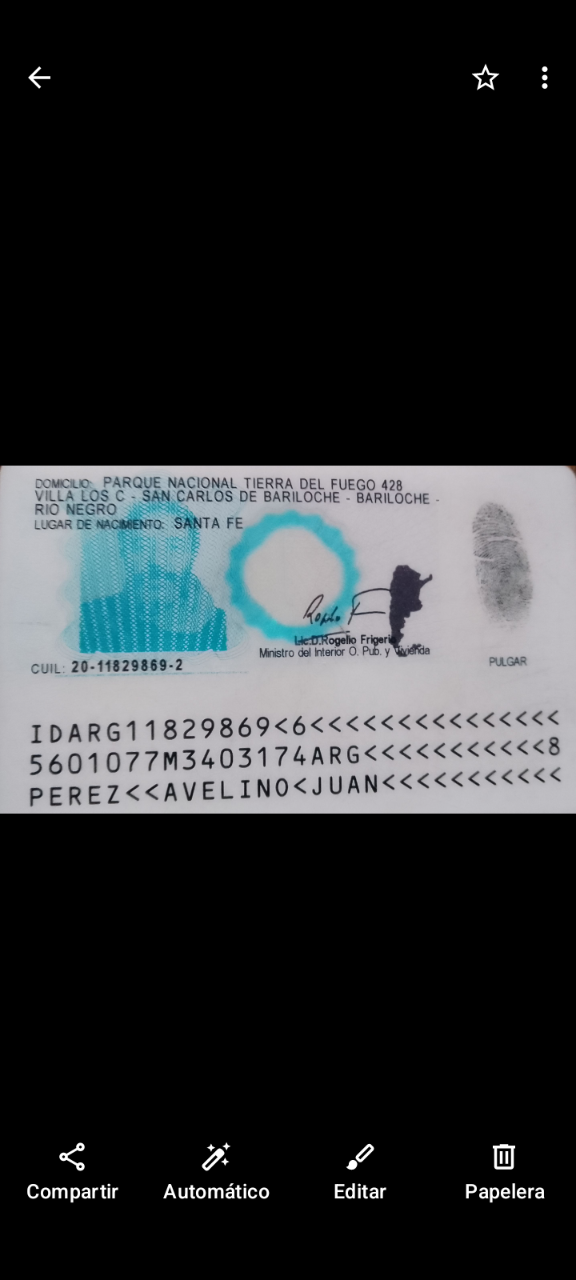 DOMICILIO: PARQUE NACIONAL TIERRA DEL FUEGO 428
VILLA LOS C - SAN CARLOS DE BARILOCHE - BARILOCHE -
RIO NEGRO
LUGAR DE NACIMIENTO: SANTA FE
Lic.D.Rogelio Frigerio
Ministro del Interior O. Pub. y Vivienda
PULGAR
CUIL: 20-11829869-2
IDARG11829869<6<<<<<<<<<<<<<<<
5601077M3403174ARG<<<<<<<<<<<8
PEREZ<<AVELINO<JUAN<<<<<<<<<<<
Compartir
Automático
Editar
Papelera